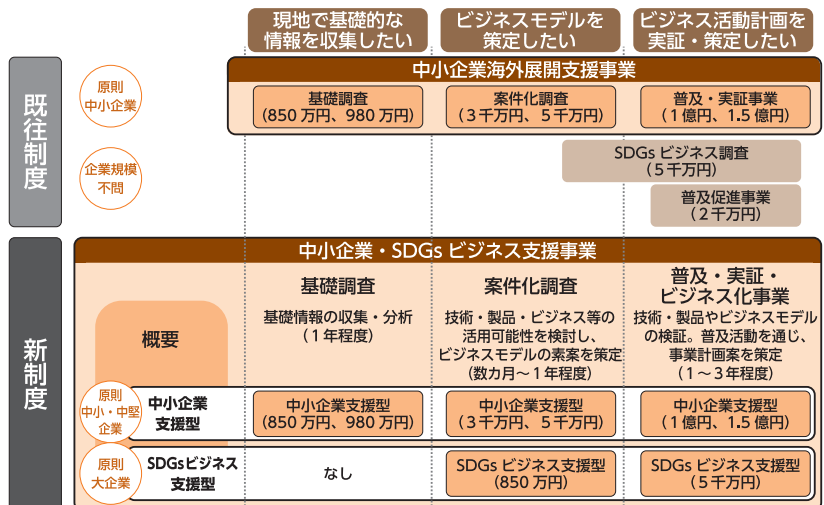 現地で基礎的な
情報を収集したい
ビジネスモデルを
策定したい
ビジネス活動計画を
実証・策定したい
既往制度
原則
中小企業
中小企業海外展開支援事業
基礎調査
(850万円、980万円)
案件化調査
(3千万円、5千万円)
普及・実証事業
(1億円、1.5億円)
企業規模
不問
SDGs ビジネス調査
(5千万円)
普及促進事業
(2千万円)
新制度
中小企業・SDGs ビジネス支援事業
概要
基礎調査
基礎情報の収集・分析
(1年程度)
案件化調査
技術・製品・ビジネス等の
活用可能性を検討し、
ビジネスモデルの素案を策定
(数カ月～1年程度)
普及・実証・
ビジネス化事業
技術・製品やビジネスモデル
の検証。普及活動を通じ、
事業計画案を策定
(1～3年程度)
原則
中小・中堅
企業
中小企業
支援型
中小企業支援型
(850万円、980万円)
中小企業支援型
(3千万円、5千万円)
中小企業支援型
(1億円、1.5億円)
原則
大企業
SDGsビジネス
支援型
なし
SDGs ビジネス支援型
(850万円)
SDGs ビジネス支援型
(5千万円)